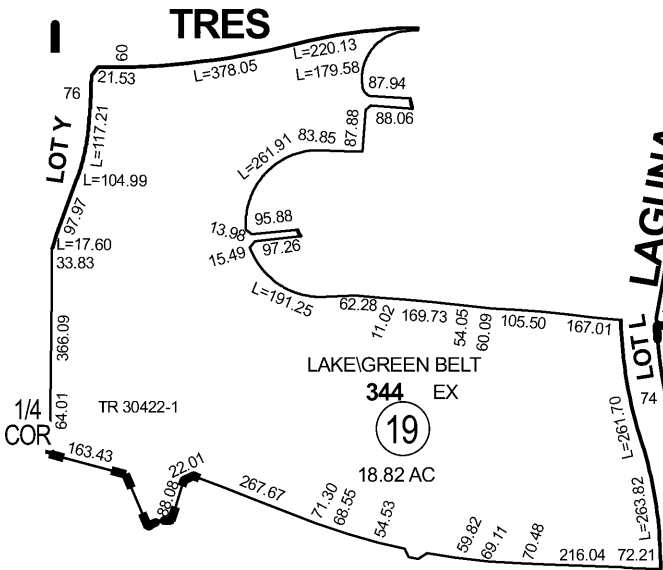 TRES
60
21.53
L=378.05
L=220.13
L=179.58
87.94
88.06
87.88
83.85
L=261.91
76
LOT Y
L=117.21
L=104.99
97.97
L=17.60
33.83
13.98
95.88
15.49
97.26
L=191.25
62.28
11.02
169.73
54.05
60.09
105.50
167.01
LAGUNA
LOT L
74
366.09
64.01
TR 30422-1
LAKE\GREEN BELT
344 EX
19
18.82 AC
L=261.70
L=263.82
1/4
COR
163.43
88.08
22.01
267.67
71.30
68.55
54.53
59.82
69.11
70.48
216.04
72.21